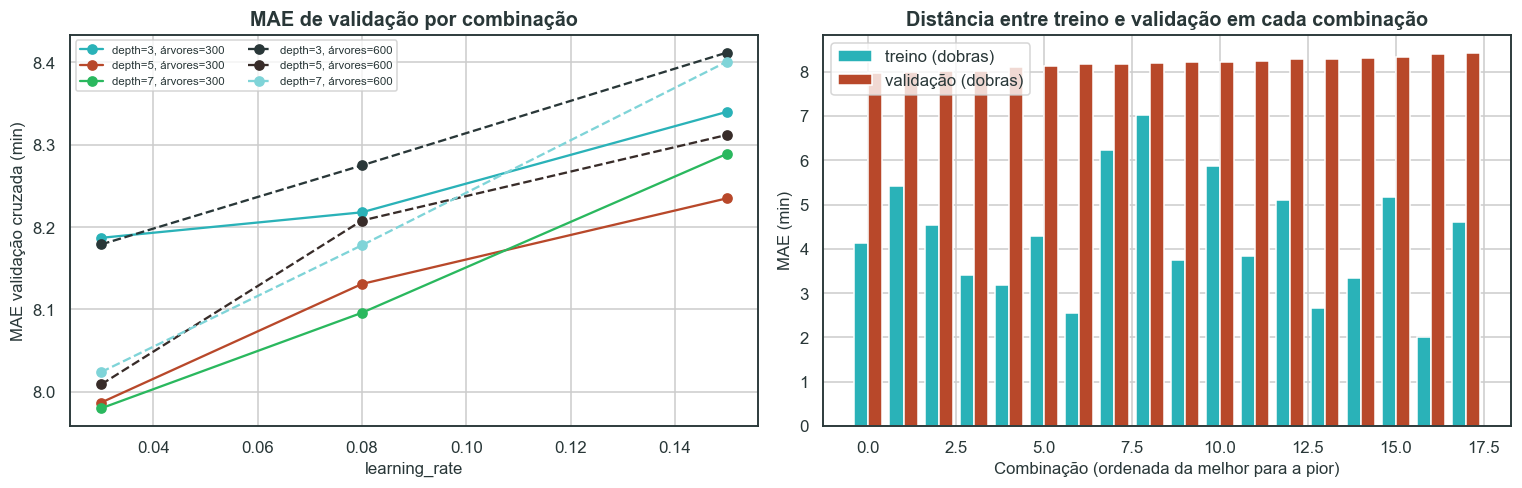 MAE de validação por combinação
depth=3, árvores=300
depth=5, árvores=300
depth=7, árvores=300
depth=3, árvores=600
depth=5, árvores=600
depth=7, árvores=600
MAE validação cruzada (min)
8.4
8.3
8.2
8.1
8.0
0.04 0.06 0.08 0.10 0.12 0.14
learning_rate
Distância entre treino e validação em cada combinação
treino (dobras)
validação (dobras)
MAE (min)
8
7
6
5
4
3
2
1
0
0.0 2.5 5.0 7.5 10.0 12.5 15.0 17.5
Combinação (ordenada da melhor para a pior)